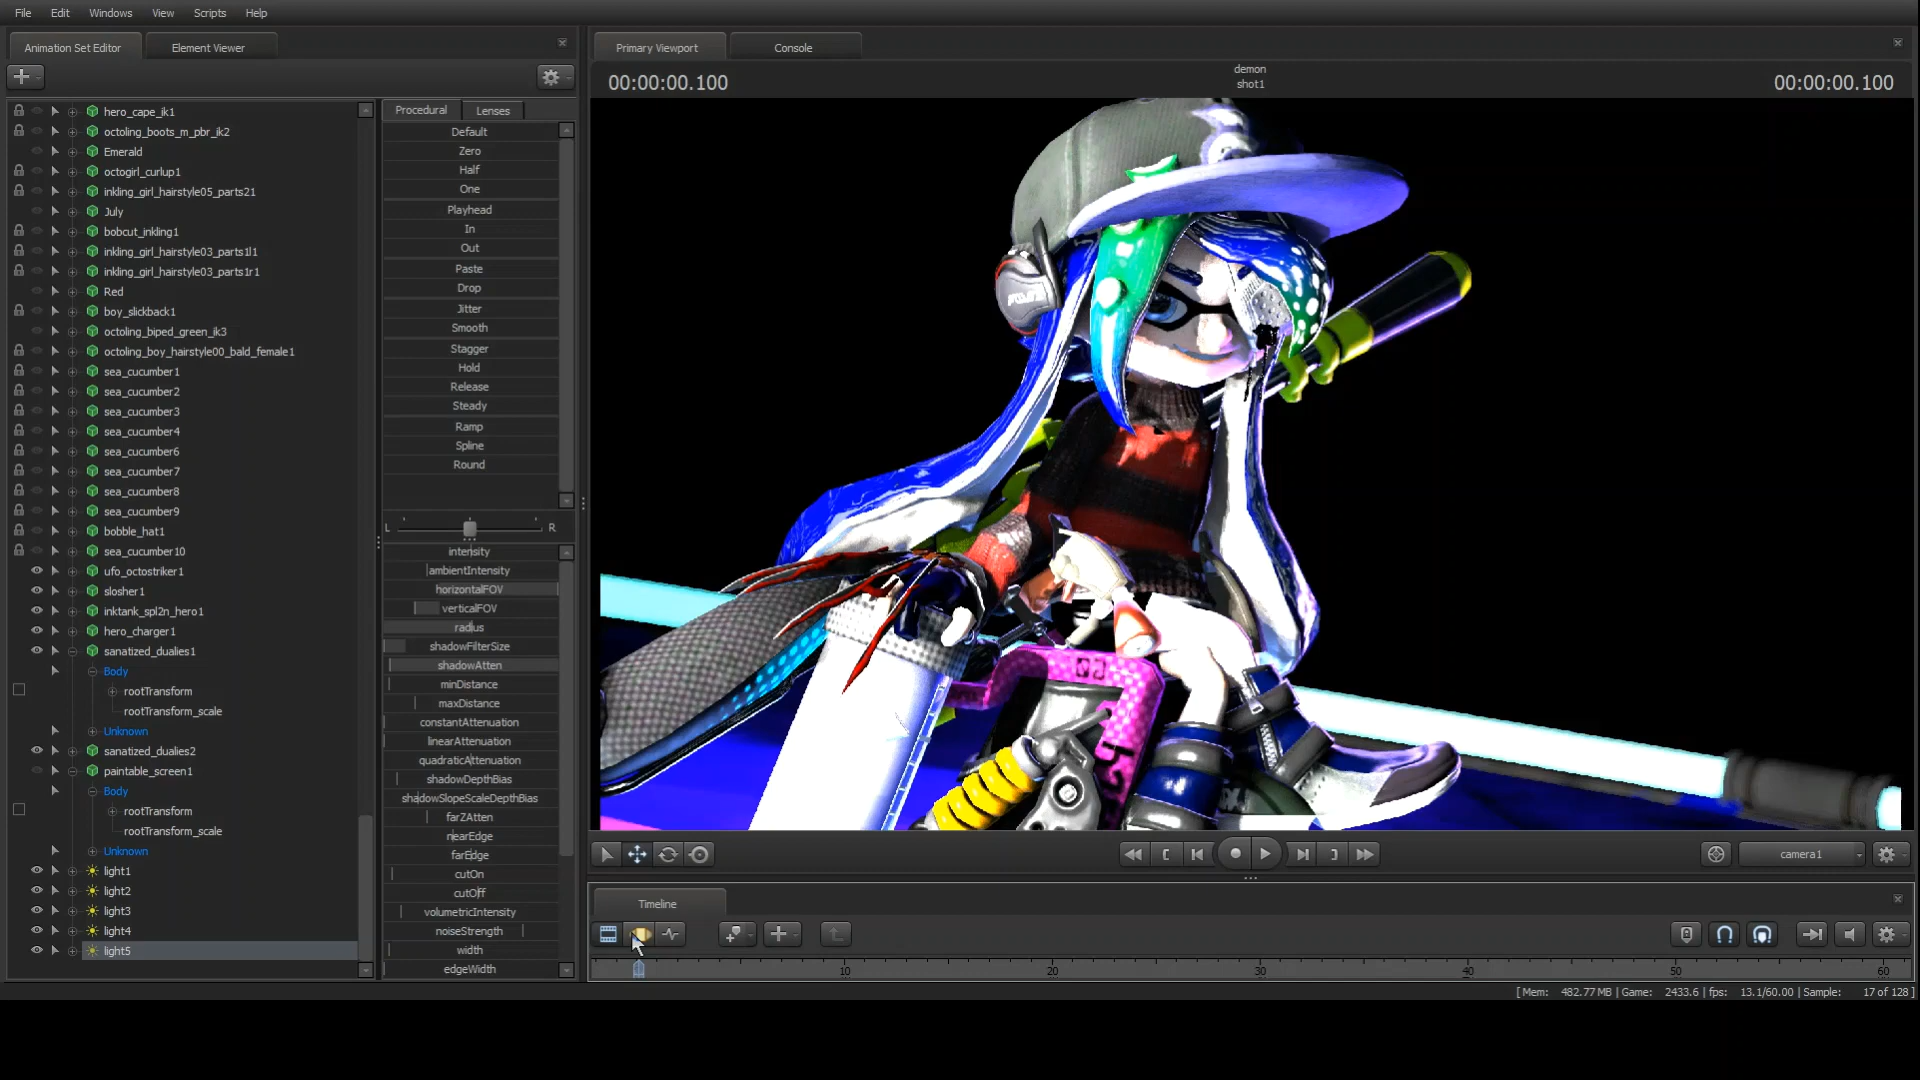 File Edit Windows View Scripts Help
Animation Set Editor Element Viewer
Primary Viewport Console
00:00:00.100
demon
shot1
00:00:00.100
hero_cape_ik1
octoling_boots_m_pbr_ik2
Emerald
octogirl_curlup1
inkling_girl_hairstyle05_parts21
July
bobcut_inkling1
inkling_girl_hairstyle03_parts1l1
inkling_girl_hairstyle03_parts1r1
Red
boy_slickback1
octoling_biped_green_ik3
octoling_boy_hairstyle00_bald_female1
sea_cucumber1
sea_cucumber2
sea_cucumber3
sea_cucumber4
sea_cucumber6
sea_cucumber7
sea_cucumber8
sea_cucumber9
bobble_hat1
sea_cucumber10
ufo_octostriker1
slosher1
inktank_spl2n_hero1
hero_charger1
sanatized_dualies1
Body
rootTransform
rootTransform_scale
Unknown
sanatized_dualies2
paintable_screen1
Body
rootTransform
rootTransform_scale
Unknown
light1
light2
light3
light4
light5
Procedural Lenses
Default
Zero
Half
One
Playhead
In
Out
Paste
Drop
Jitter
Smooth
Stagger
Hold
Release
Steady
Ramp
Spline
Round
L R
intensity
ambientIntensity
horizontalFOV
verticalFOV
radius
shadowFilterSize
shadowAtten
minDistance
maxDistance
constantAttenuation
linearAttenuation
quadraticAttenuation
shadowDepthBias
shadowSlopeScaleDepthBias
farZAtten
nearEdge
farEdge
cutOn
cutOff
volumetricIntensity
noiseStrength
width
edgeWidth
camera1
Timeline
10 20 30 40 50 60
[ Mem: 482.77 MB | Game: 2433.6 | fps: 13.1/60.00 | Sample: 17 of 128 ]